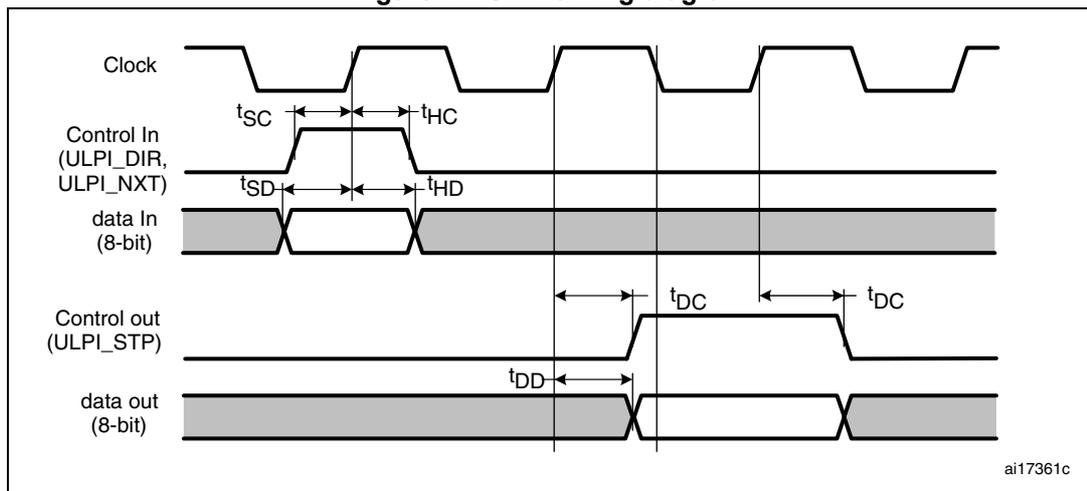 Clock
tSC
tHC
Control In
(ULPI_DIR,
ULPI_NXT)
tSD
tHD
data In
(8-bit)
tDC
tDC
Control out
(ULPI_STP)
tDD
data out
(8-bit)
ai17361c